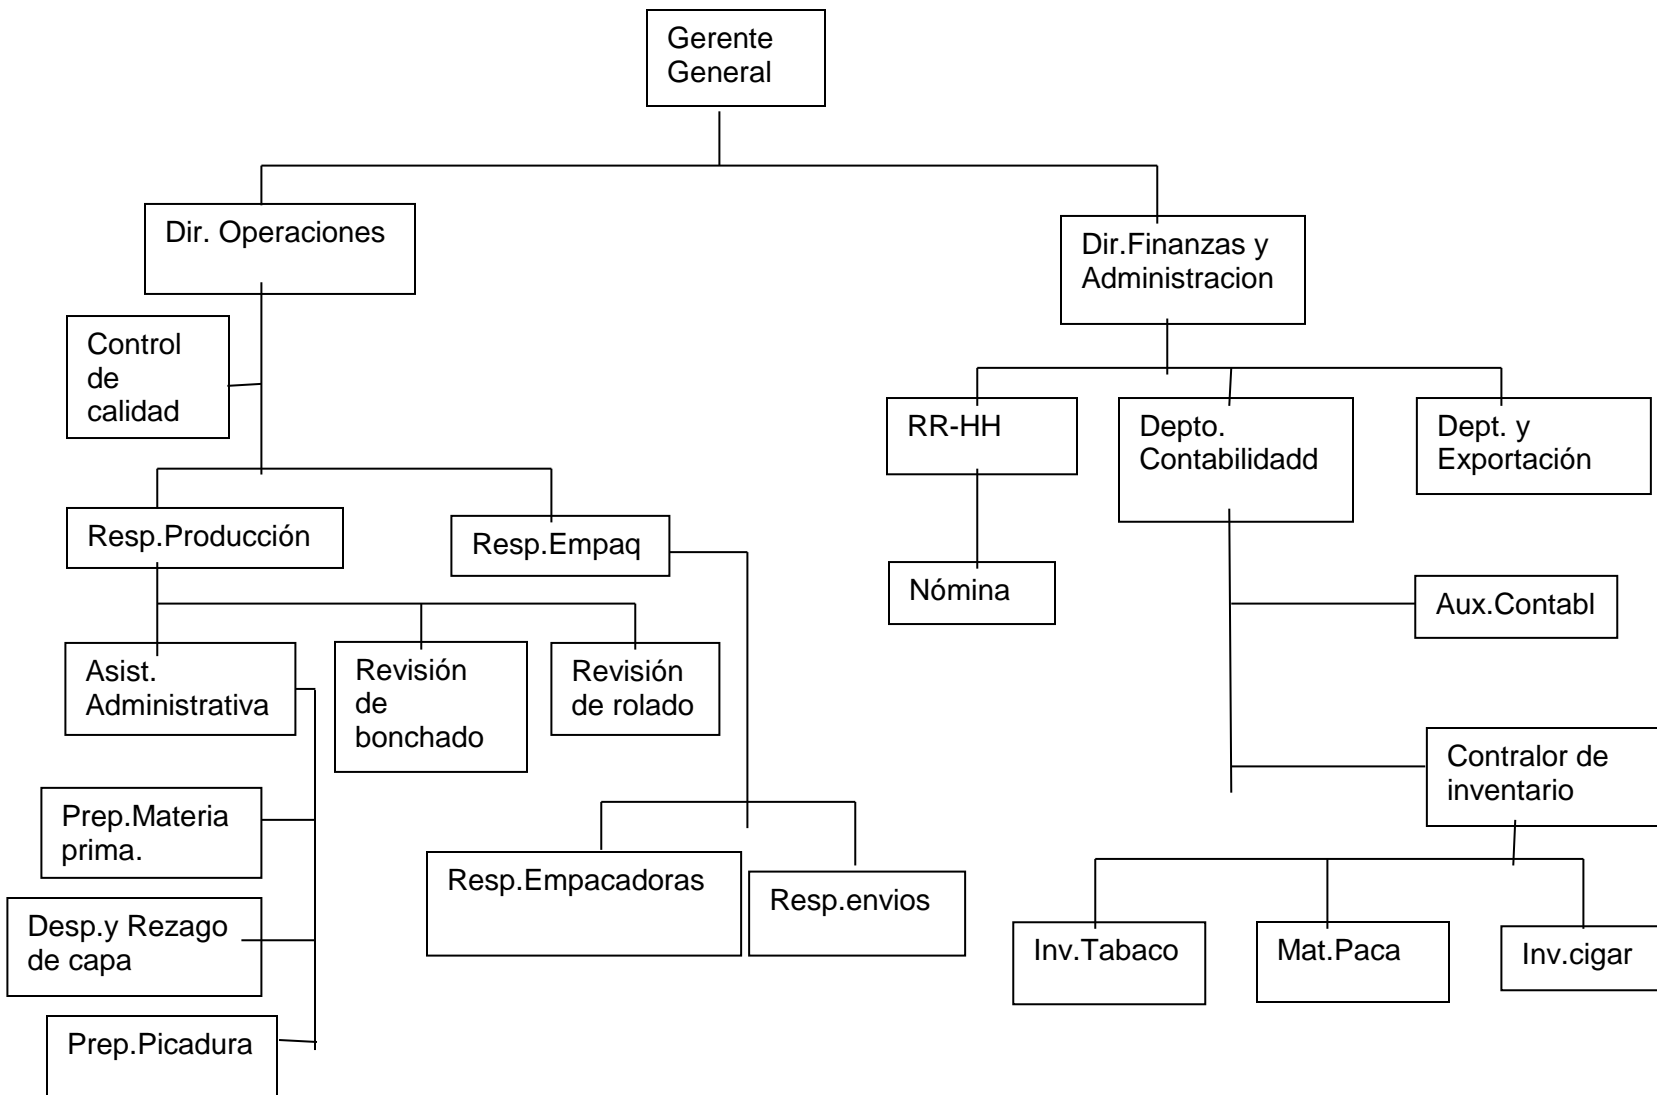 Gerente
General
Dir. Operaciones
Dir.Finanzas y
Administracion
Control
de
calidad
RR-HH
Depto.
Contabilidadd
Dept. y
Exportación
Resp.Producción
Resp.Empaq
Nómina
Aux.Contabl
Asist.
Administrativa
Revisión
de
bonchado
Revisión
de rolado
Contralor de
inventario
Prep.Materia
prima.
Resp.Empacadoras
Resp.envios
Desp.y Rezago
de capa
Inv.Tabaco
Mat.Paca
Inv.cigar
Prep.Picadura